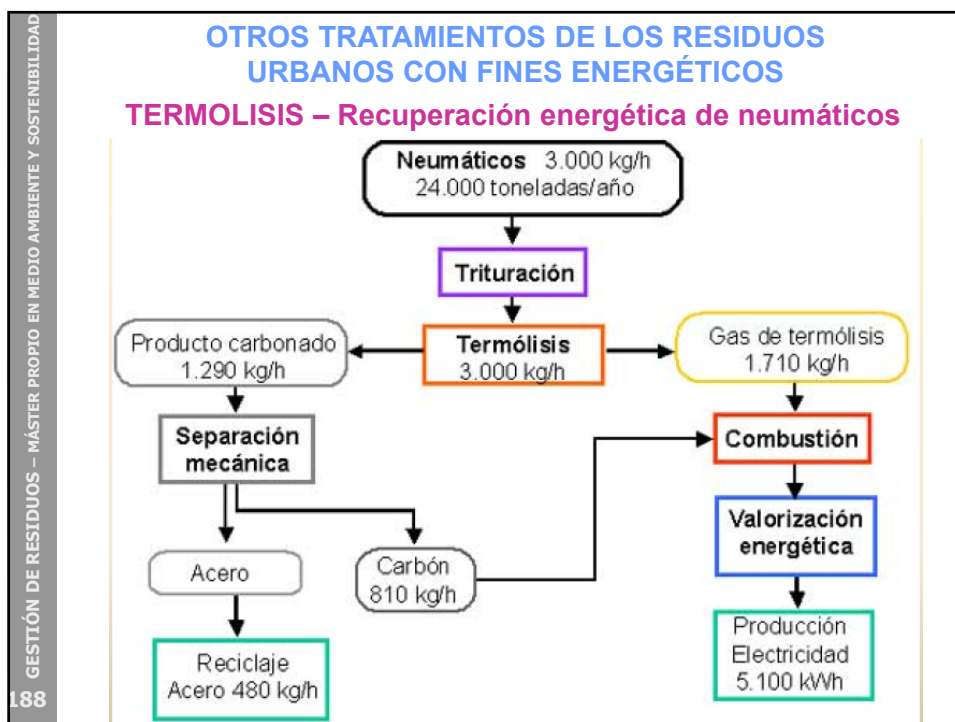 GESTIÓN DE RESIDUOS – MÁSTER PROPIO EN MEDIO AMBIENTE Y SOSTENIBILIDAD
188
OTROS TRATAMIENTOS DE LOS RESIDUOS
URBANOS CON FINES ENERGÉTICOS
TERMOLISIS – Recuperación energética de neumáticos
Neumáticos 3.000 kg/h
24.000 toneladas/año
Trituración
Producto carbonado
1.290 kg/h
Termólisis
3.000 kg/h
Gas de termólisis
1.710 kg/h
Separación
mecánica
Combustión
Acero
Carbón
810 kg/h
Valorización
energética
Reciclaje
Acero 480 kg/h
Producción
Electricidad
5.100 kWh